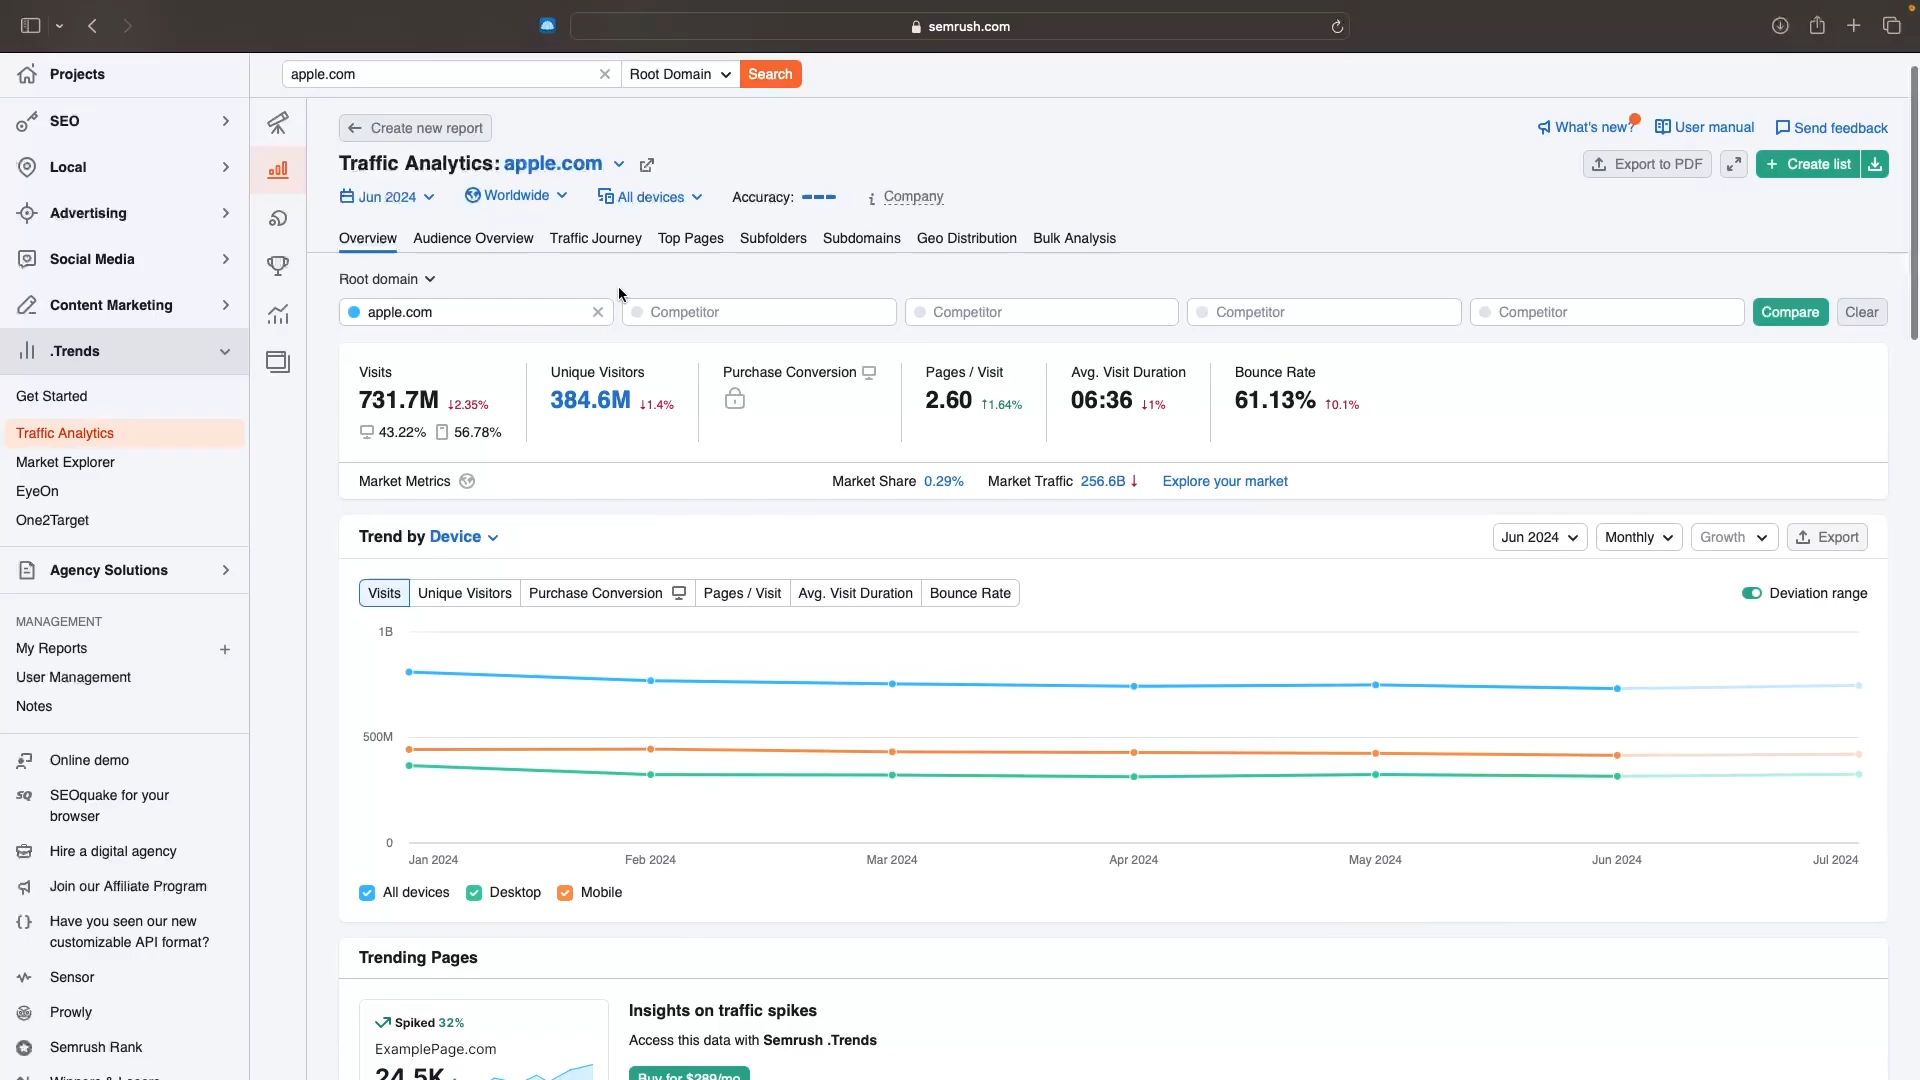 semrush.com
Projects
apple.com
Root Domain
Search
SEO
Local
Advertising
Social Media
Content Marketing
.Trends
Get Started
Traffic Analytics
Market Explorer
EyeOn
One2Target
Agency Solutions
MANAGEMENT
My Reports
User Management
Notes
Online demo
SQ
SEOquake for your
browser
Hire a digital agency
Join our Affiliate Program
Have you seen our new
customizable API format?
Sensor
Prowly
Semrush Rank
Create new report
What's new?
User manual
Send feedback
Traffic Analytics: apple.com
Export to PDF
+ Create list
Jun 2024
Worldwide
All devices
Accuracy:
i Company
Overview
Audience Overview
Traffic Journey
Top Pages
Subfolders
Subdomains
Geo Distribution
Bulk Analysis
Root domain
apple.com
Competitor
Competitor
Competitor
Competitor
Compare
Clear
Visits
731.7M ↓2.35%
43.22% 56.78%
Unique Visitors
384.6M ↓1.4%
Purchase Conversion
Pages / Visit
2.60 ↑1.64%
Avg. Visit Duration
06:36 ↓1%
Bounce Rate
61.13% ↑0.1%
Market Metrics
Market Share 0.29%
Market Traffic 256.6B ↓
Explore your market
Trend by Device
Jun 2024
Monthly
Growth
Export
Visits
Unique Visitors
Purchase Conversion
Pages / Visit
Avg. Visit Duration
Bounce Rate
Deviation range
1B
500M
0
Jan 2024
Feb 2024
Mar 2024
Apr 2024
May 2024
Jun 2024
Jul 2024
All devices
Desktop
Mobile
Trending Pages
Spiked 32%
ExamplePage.com
24.5K
Insights on traffic spikes
Access this data with Semrush .Trends
Buy for $289/mo